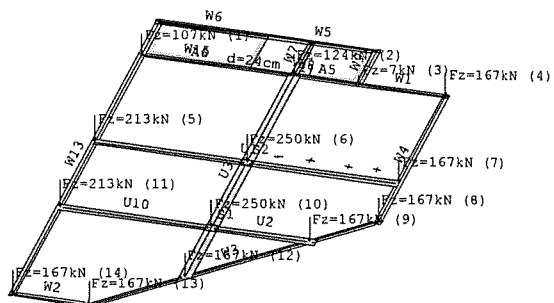 W6
W5
Fz=107kN (1)
Fz=124kN (2)
W7
d=24cm
A5
Fz=7kN (3)
W1
Fz=167kN (4)
Fz=213kN (5)
Fz=250kN (6)
W13
U3
W4
Fz=167kN (7)
Fz=213kN (11)
U10
Fz=250kN (10)
U2
Fz=167kN (8)
Fz=167kN (9)
Fz=167kN (12)
Fz=167kN (14)
W2
Fz=167kN (13)